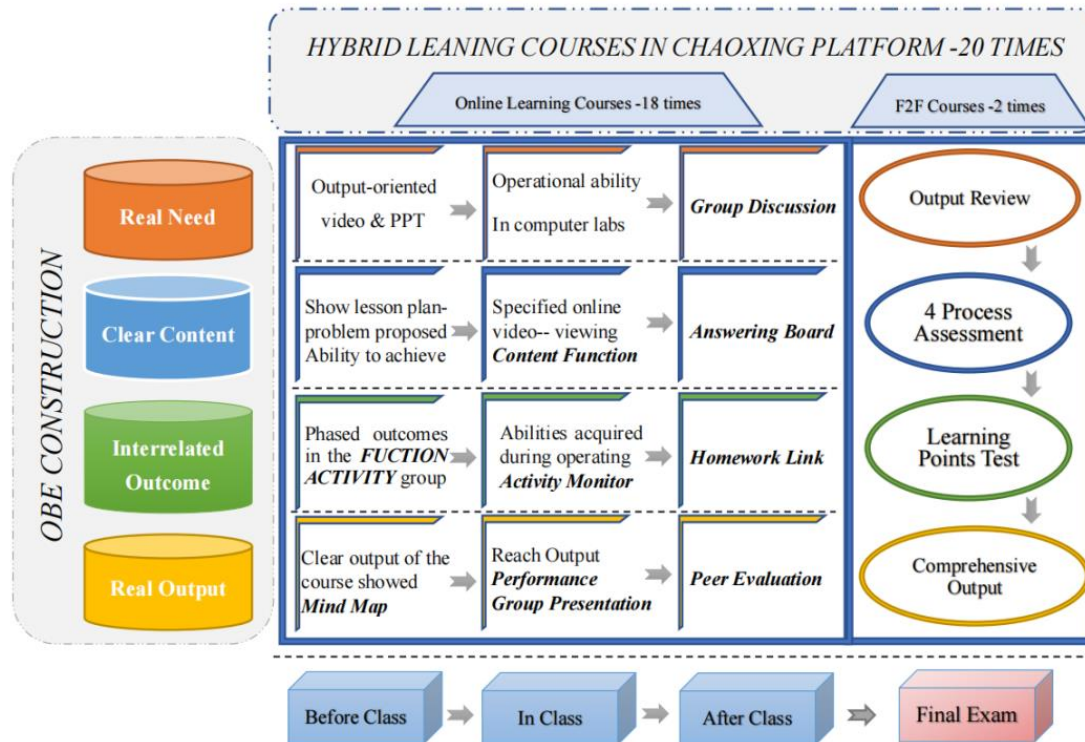 HYBRID LEANING COURSES IN CHAOXING PLATFORM -20 TIMES
Online Learning Courses -18 times
F2F Courses -2 times
OBE CONSTRUCTION
Real Need
Output-oriented
video & PPT
Operational ability
In computer labs
Group Discussion
Output Review
Clear Content
Show lesson plan-
problem proposed
Ability to achieve
Specified online
video-- viewing
Content Function
Answering Board
4 Process
Assessment
Interrelated
Outcome
Phased outcomes
in the FUCTION
ACTIVITY group
Abilities acquired
during operating
Activity Monitor
Homework Link
Learning
Points Test
Real Output
Clear output of the
course showed
Mind Map
Reach Output
Performance
Group Presentation
Peer Evaluation
Comprehensive
Output
Before Class
In Class
After Class
Final Exam